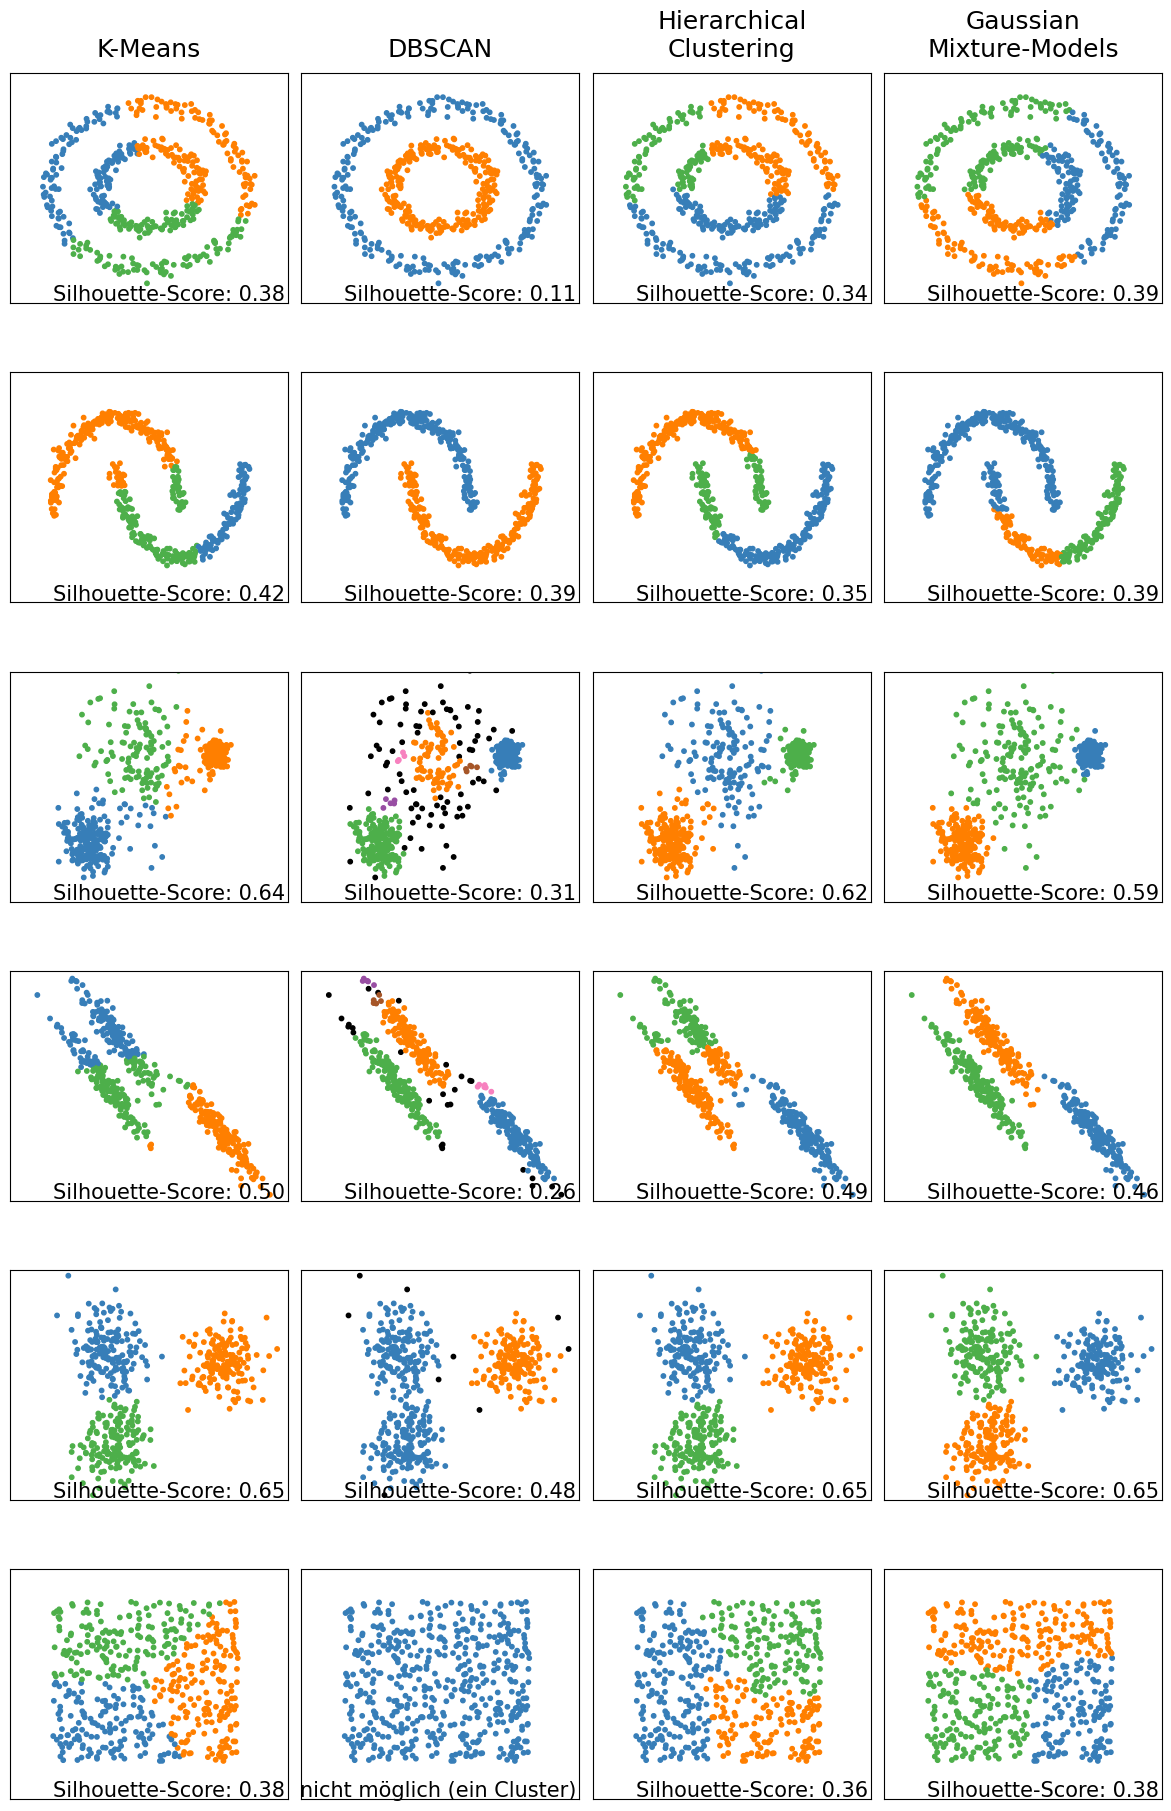 K-Means
DBSCAN
Hierarchical
Clustering
Gaussian
Mixture-Models
Silhouette-Score: 0.38
Silhouette-Score: 0.11
Silhouette-Score: 0.34
Silhouette-Score: 0.39
Silhouette-Score: 0.42
Silhouette-Score: 0.39
Silhouette-Score: 0.35
Silhouette-Score: 0.39
Silhouette-Score: 0.64
Silhouette-Score: 0.31
Silhouette-Score: 0.62
Silhouette-Score: 0.59
Silhouette-Score: 0.50
Silhouette-Score: 0.26
Silhouette-Score: 0.49
Silhouette-Score: 0.46
Silhouette-Score: 0.65
Silhouette-Score: 0.48
Silhouette-Score: 0.65
Silhouette-Score: 0.65
Silhouette-Score: 0.38
nicht möglich (ein Cluster)
Silhouette-Score: 0.36
Silhouette-Score: 0.38